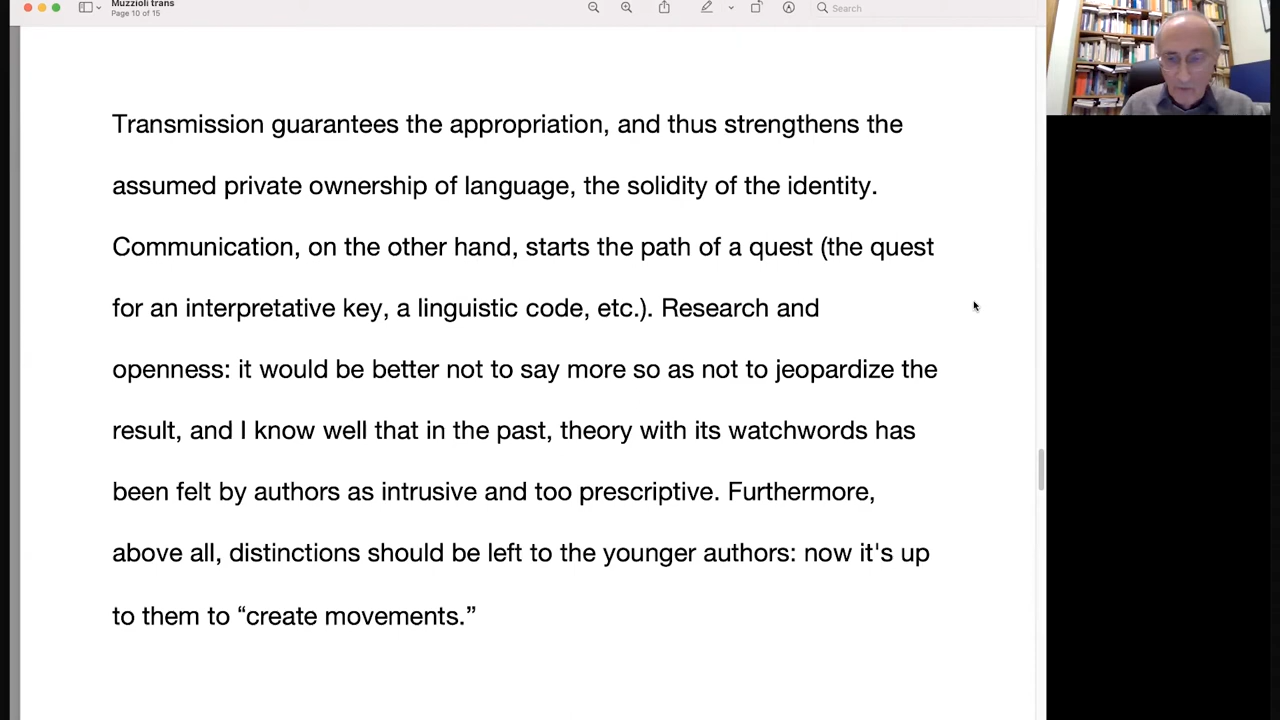 Muzzioli trans
Page 10 of 15
Search
Transmission guarantees the appropriation, and thus strengthens the
assumed private ownership of language, the solidity of the identity.
Communication, on the other hand, starts the path of a quest (the quest
for an interpretative key, a linguistic code, etc.). Research and
openness: it would be better not to say more so as not to jeopardize the
result, and I know well that in the past, theory with its watchwords has
been felt by authors as intrusive and too prescriptive. Furthermore,
above all, distinctions should be left to the younger authors: now it's up
to them to “create movements.”